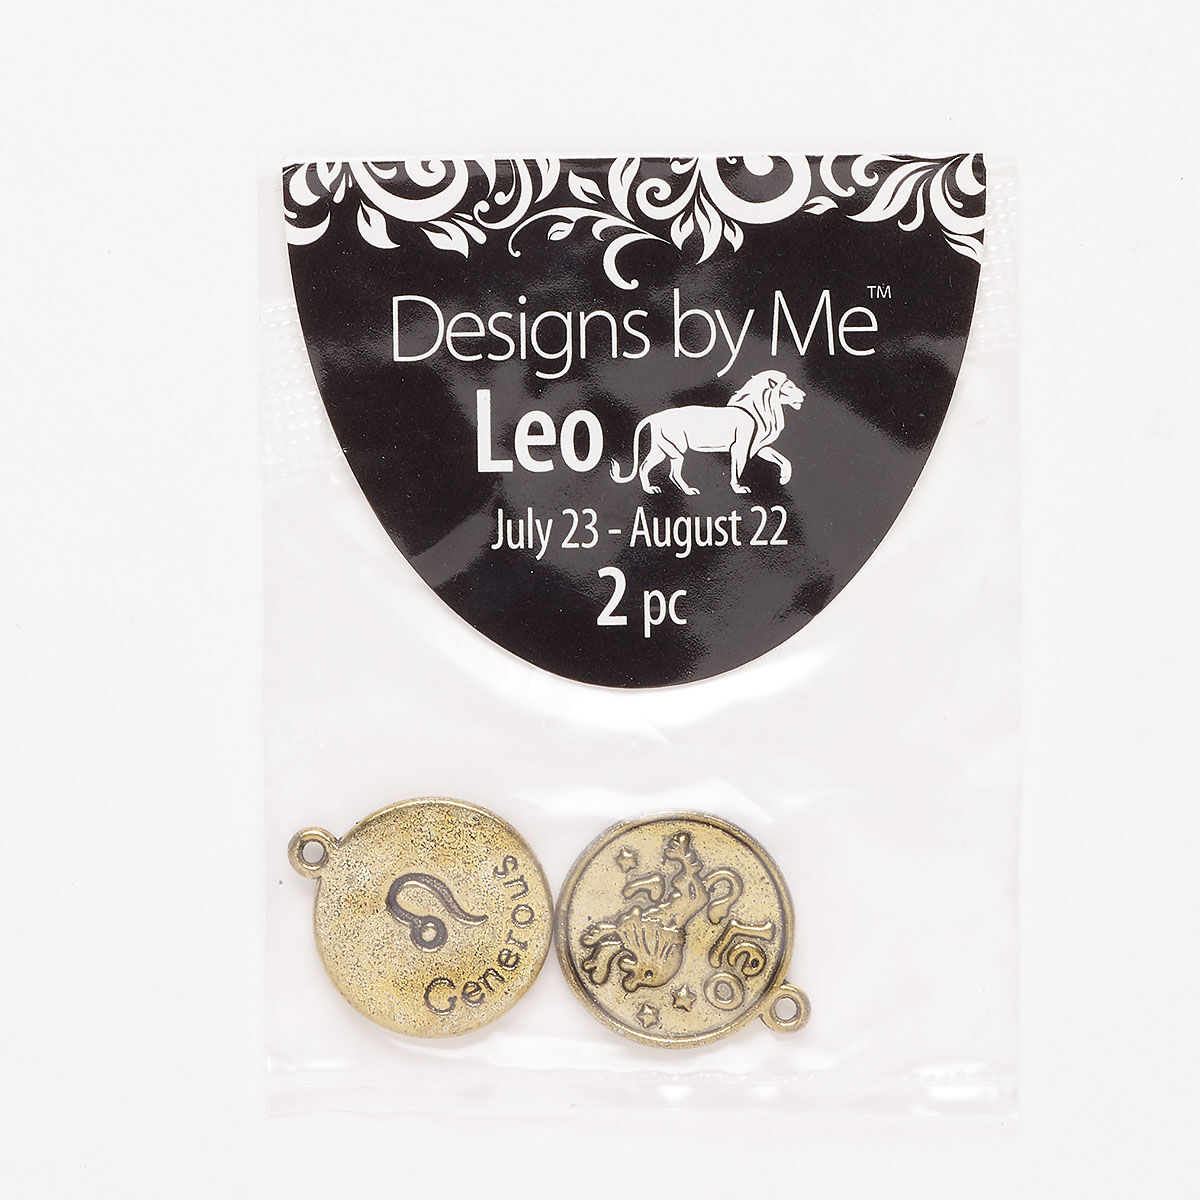 Designs by Me™
Leo
July 23 - August 22
2 pc
Generous
Leo